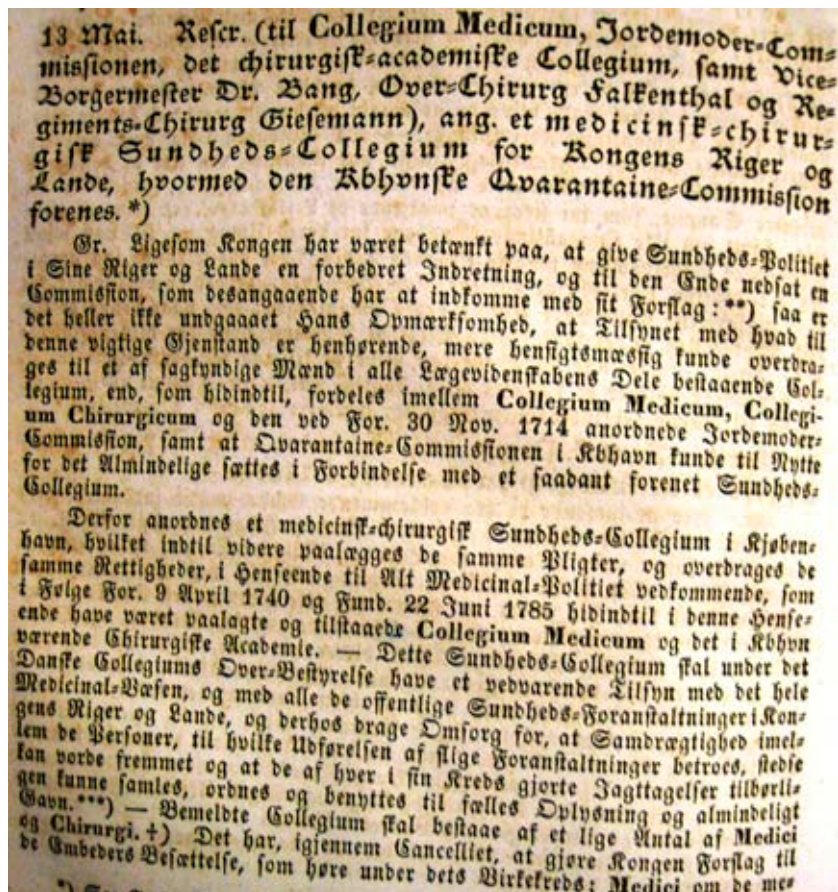 13 Mai. Rescr. (til Collegium Medicum, Jordemoder-Com-
missionen, det chirurgisk-academiske Collegium, samt Vice-
Borgermester Dr. Bang, Over-Chirurg Falkenthal og Re-
giments-Chirurg Giesemann), ang. et medicinsk-chirur-
gisk Sundheds-Collegium for Kongens Riger og
Lande, hvormed den Kbhvnske Qvarantaine-Commission
forenes. *)
Gr. Ligesom Kongen har været betænkt paa, at give Sundheds-Politiet
i Sine Riger og Lande en forbedret Indretning, og til den Ende nedsat en
Commission, som desangaaende har at indkomme med sit Forslag: **) saa er
det heller ikke undgaaaet Hans Opmærksomhed, at Tilsynet med hvad til
denne vigtige Gjenstand er henhørende, mere hensigtsmæssig kunde overdra-
ges til et af sagkyndige Mænd i alle Lægevidenskabens Dele bestaaende Col-
legium, end, som hidindtil, fordeles imellem Collegium Medicum, Collegi-
um Chirurgicum og den ved For. 30 Nov. 1714 anordnede Jordemoder-
Commission, samt at Qvarantaine-Commissionen i Kbhavn kunde til Nytte
for det Almindelige sættes i Forbindelse med et saadant forenet Sundheds-
Collegium.
Derfor anordnes et medicinsk-chirurgisk Sundheds-Collegium i Kjøben-
havn, hvilket indtil videre paalægges de samme Pligter, og overdrages de
samme Rettigheder, i Henseende til Alt Medicinal-Politiet vedkommende, som
i Følge For. 9 April 1740 og Fund. 22 Juni 1785 hidindtil i denne Hense-
ende have været paalagte og tilstaaede Collegium Medicum og det i Kbhvn
værende Chirurgiske Academie. — Dette Sundheds-Collegium skal under det
Danske Collegiums Over-Bestyrelse have et vedvarende Tilsyn med det hele
Medicinal-Væsen, og med alle de offentlige Sundheds-Foranstaltninger i Kon-
gens Riger og Lande, og derhos drage Omsorg for, at Samdrægtighed imel-
lem de Personer, til hvilke Udførelsen af slige Foranstaltninger betroes, stedse
kan vorde fremmet og at de af hver i sin Kreds gjorte Jagttagelser tilbørli-
gen kunne samles, ordnes og benyttes til fælles Oplysning og almindeligt
Gavn. ***) — Bemeldte Collegium skal bestaae af et lige Antal af Medici
og Chirurgi. †) Det har, igjennem Cancelliet, at gjøre Kongen Forslag til
de Embeders Besættelse, som høre under dets Virkekreds; Medici om de me-